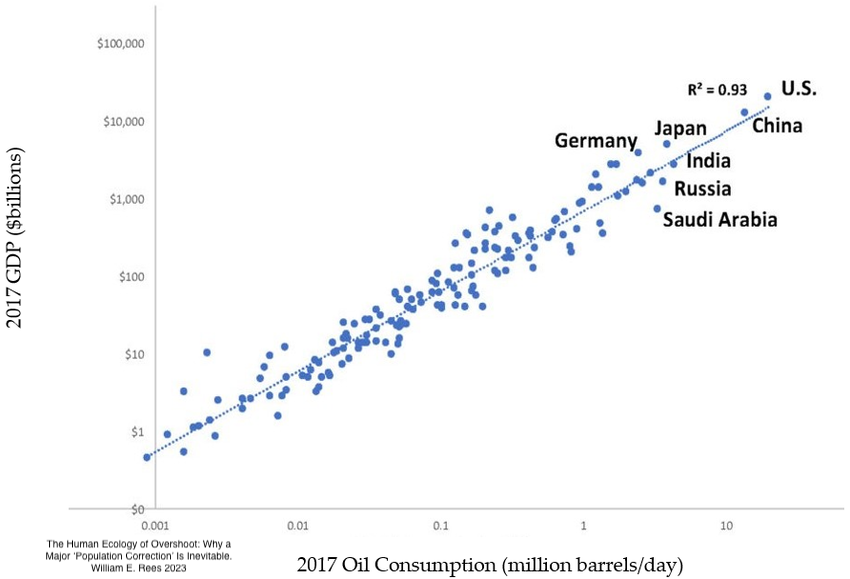 $100,000
$10,000
$1,000
$100
$10
$1
$0
2017 GDP ($billions)
R² = 0.93
U.S.
China
Japan
Germany
India
Russia
Saudi Arabia
0.001
0.01
0.1
1
10
2017 Oil Consumption (million barrels/day)
The Human Ecology of Overshoot: Why a
Major 'Population Correction' Is Inevitable.
William E. Rees 2023